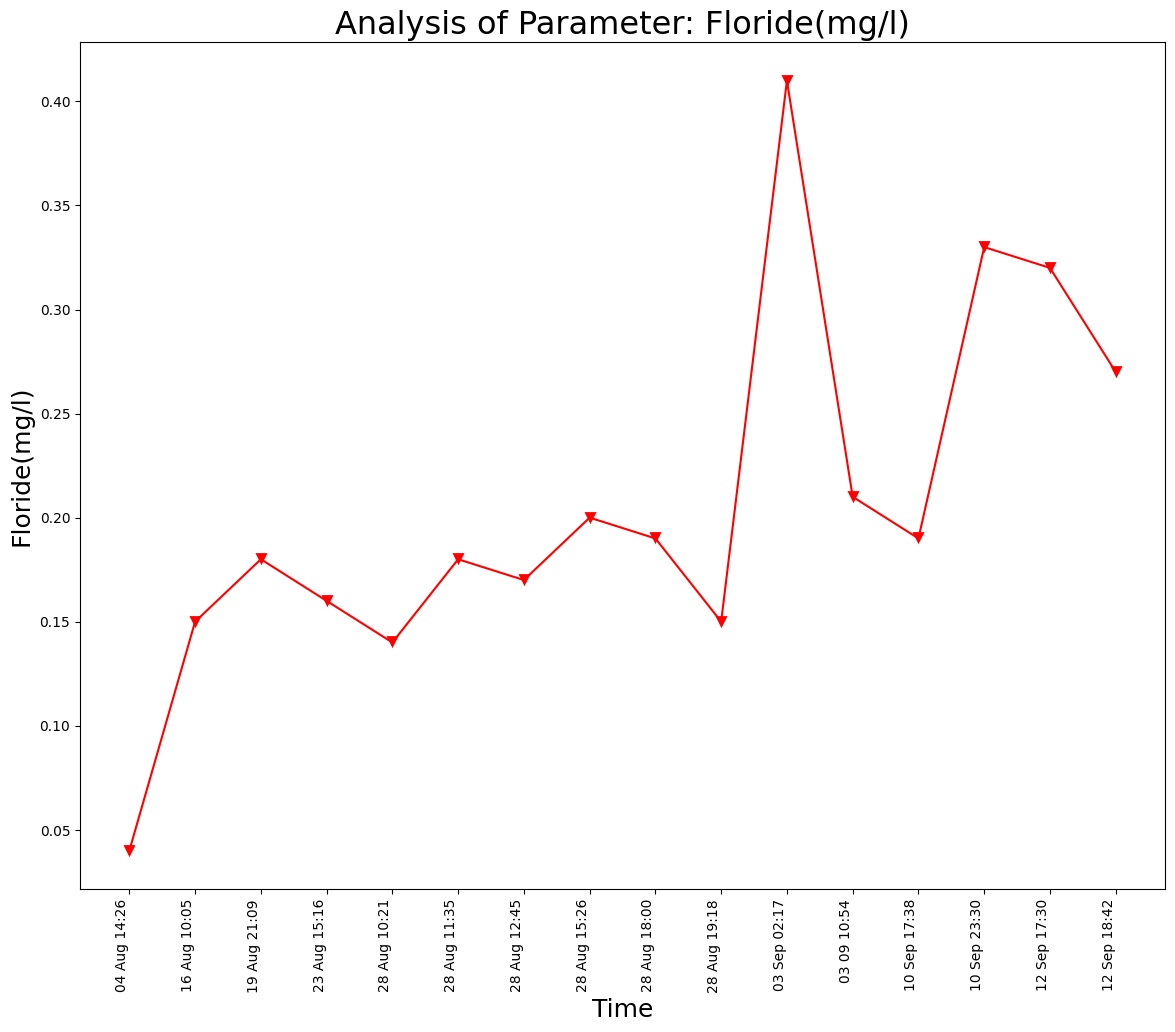 Analysis of Parameter: Floride(mg/l)
Floride(mg/l)
0.40
0.35
0.30
0.25
0.20
0.15
0.10
0.05
04 Aug 14:26
16 Aug 10:05
19 Aug 21:09
23 Aug 15:16
28 Aug 10:21
28 Aug 11:35
28 Aug 12:45
28 Aug 15:26
28 Aug 18:00
28 Aug 19:18
03 Sep 02:17
03 09 10:54
10 Sep 17:38
10 Sep 23:30
12 Sep 17:30
12 Sep 18:42
Time